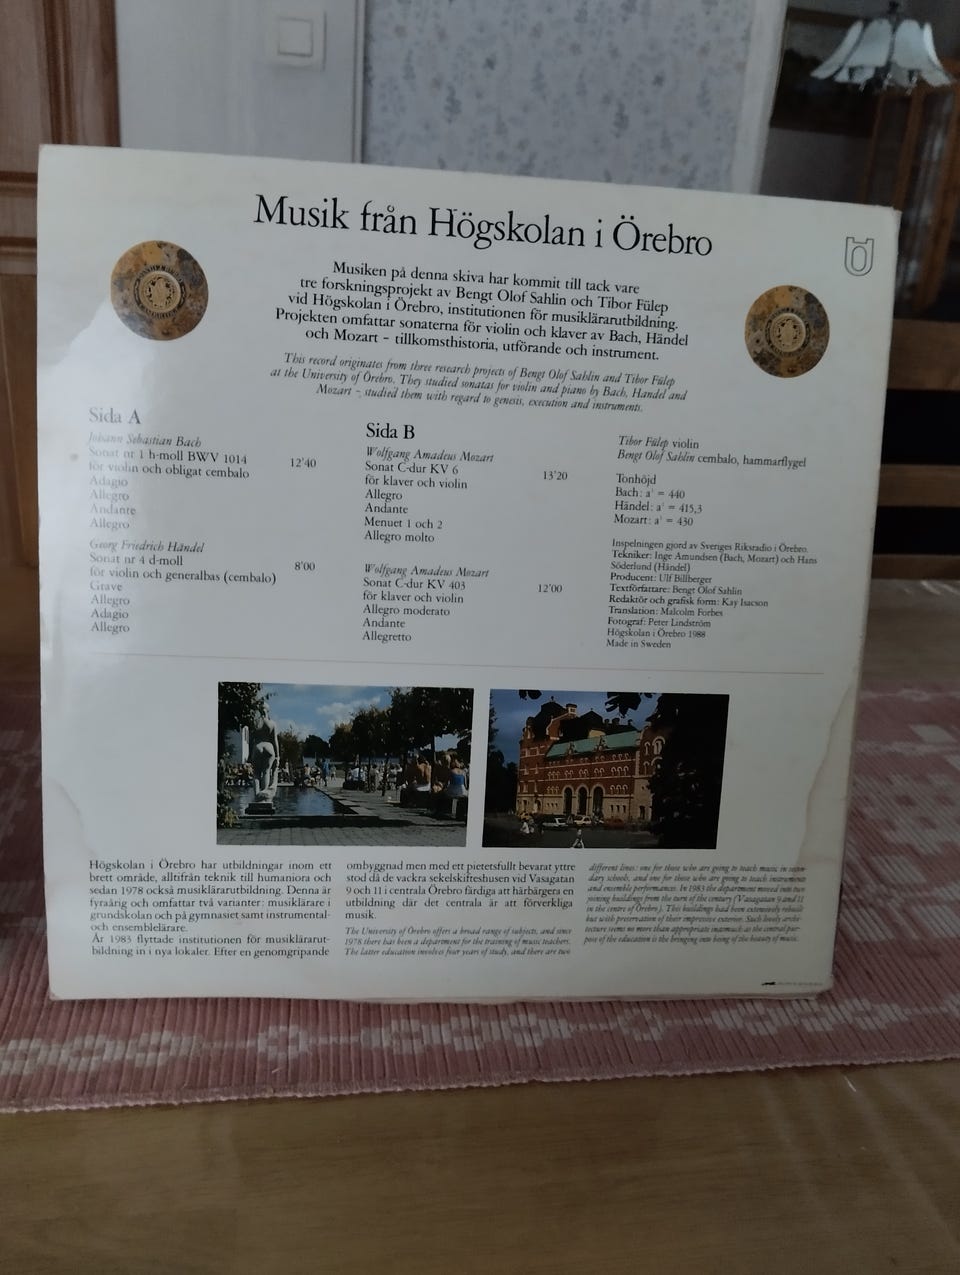 Musik från Högskolan i Örebro
Musiken på denna skiva har kommit till tack vare
tre forskningsprojekt av Bengt Olof Sahlin och Tibor Fülep
vid Högskolan i Örebro, institutionen för musiklärarutbildning.
Projekten omfattar sonaterna för violin och klaver av Bach, Händel
och Mozart – tillkomsthistoria, utförande och instrument.
This record originates from three research projects of Bengt Olof Sahlin and Tibor Fülep
at the University of Örebro. They studied sonatas for violin and piano by Bach, Handel and
Mozart – studied them with regard to genesis, execution and instruments.
Sida A
Johann Sebastian Bach
Sonat nr 1 h-moll BWV 1014 12'40
för violin och obligat cembalo
Adagio
Allegro
Andante
Allegro
Georg Friedrich Händel
Sonat nr 4 d-moll 8'00
för violin och generalbas (cembalo)
Grave
Allegro
Adagio
Allegro
Sida B
Wolfgang Amadeus Mozart
Sonat C-dur KV 6 13'20
för klaver och violin
Allegro
Andante
Menuet 1 och 2
Allegro molto
Wolfgang Amadeus Mozart
Sonat C-dur KV 403 12'00
för klaver och violin
Allegro moderato
Andante
Allegretto
Tibor Fülep violin
Bengt Olof Sahlin cembalo, hammarflygel
Tonhöjd
Bach: a¹ = 440
Händel: a¹ = 415,3
Mozart: a¹ = 430
Inspelningen gjord av Sveriges Riksradio i Örebro.
Tekniker: Inge Amundsen (Bach, Mozart) och Hans
Söderlund (Händel)
Producent: Ulf Billberger
Textförfattare: Bengt Olof Sahlin
Redaktör och grafisk form: Kay Isacson
Translation: Malcolm Forbes
Fotograf: Peter Lindström
Högskolan i Örebro 1988
Made in Sweden
Högskolan i Örebro har utbildningar inom ett
brett område, alltifrån teknik till humaniora och
sedan 1978 också musiklärarutbildning. Denna är
fyraårig och omfattar två varianter: musiklärare i
grundskolan och på gymnasiet samt instrumental-
och ensemblelärare.
År 1983 flyttade institutionen för musiklärarut-
bildning in i nya lokaler. Efter en genomgripande
ombyggnad men med ett pietetsfullt bevarat yttre
stod då de vackra sekelskifteshusen vid Vasagatan
9 och 11 i centrala Örebro färdiga att härbärgera en
utbildning där det centrala är att förverkliga
musik.
The University of Örebro offers a broad range of subjects, and since
1978 there has been a department for the training of music teachers.
The latter education involves four years of study, and there are two
different lines: one for those who are going to teach music in secon-
dary schools, and one for those who are going to teach instruments
and ensemble performances. In 1983 the department moved into two
joining buildings from the turn of the century (Vasagatan 9 and 11
in the centre of Örebro). This buildings had been extensively rebuilt
but with preservation of their impressive exterior. Such lovely archi-
tecture seems no more than appropriate inasmuch as the central pur-
pose of the education is the bringing into being of the beauty of music.